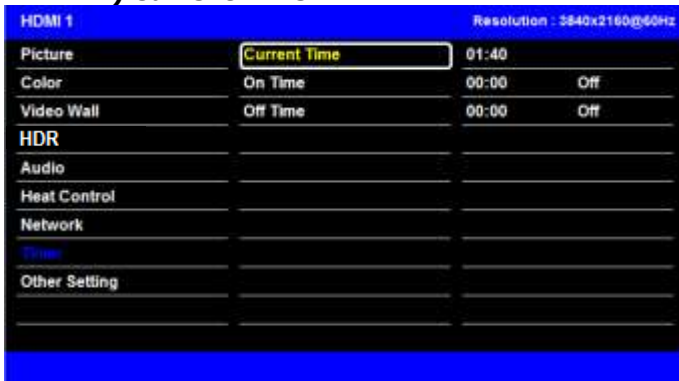 HDMI 1 Resolution : 3840x2160@60Hz
Picture Current Time 01:40
Color On Time 00:00 Off
Video Wall Off Time 00:00 Off
HDR
Audio
Heat Control
Network
Timer
Other Setting